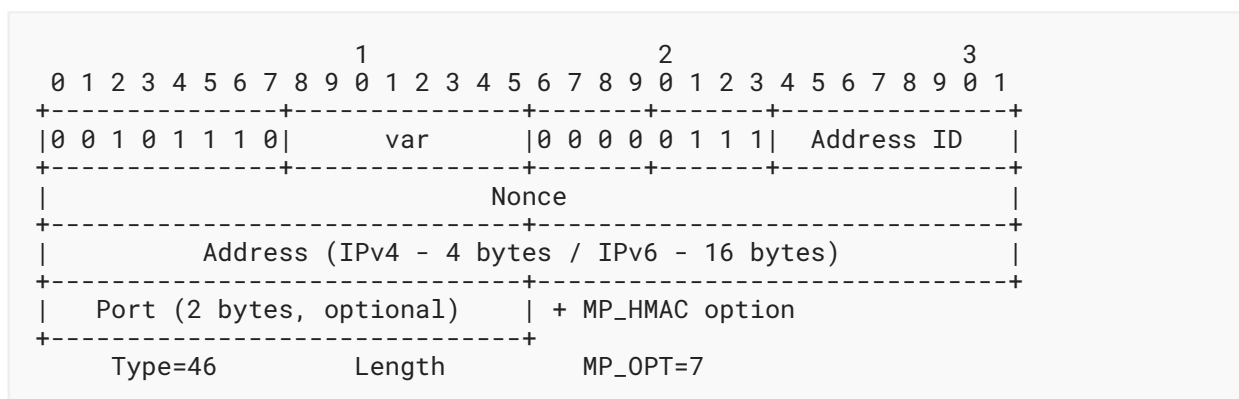 1                   2                   3
 0 1 2 3 4 5 6 7 8 9 0 1 2 3 4 5 6 7 8 9 0 1 2 3 4 5 6 7 8 9 0 1
+---------------+---------------+-------+-------+---------------+
|0 0 1 0 1 1 1 0|      var      |0 0 0 0 0 1 1 1|  Address ID   |
+---------------+---------------+-------+-------+---------------+
|                             Nonce                             |
+-------------------------------+-------------------------------+
|          Address (IPv4 - 4 bytes / IPv6 - 16 bytes)           |
+-------------------------------+-------------------------------+
|   Port (2 bytes, optional)    | + MP_HMAC option
+-------------------------------+
     Type=46         Length         MP_OPT=7